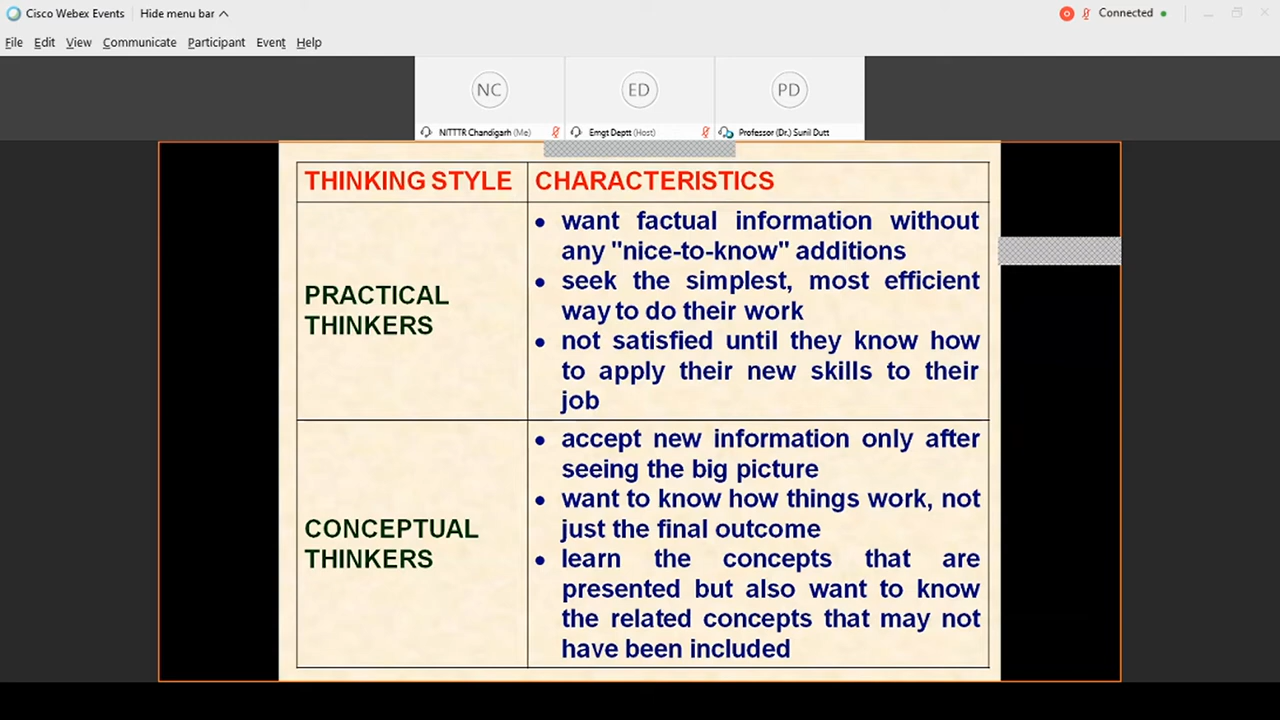 Cisco Webex Events Hide menu bar Connected
File Edit View Communicate Participant Event Help
NC ED PD
NITTTR Chandigarh (Me) Emgt Deptt (Host) Professor (Dr.) Sunil Dutt
THINKING STYLE CHARACTERISTICS
PRACTICAL
THINKERS
• want factual information without
any "nice-to-know" additions
• seek the simplest, most efficient
way to do their work
• not satisfied until they know how
to apply their new skills to their
job
CONCEPTUAL
THINKERS
• accept new information only after
seeing the big picture
• want to know how things work, not
just the final outcome
• learn the concepts that are
presented but also want to know
the related concepts that may not
have been included